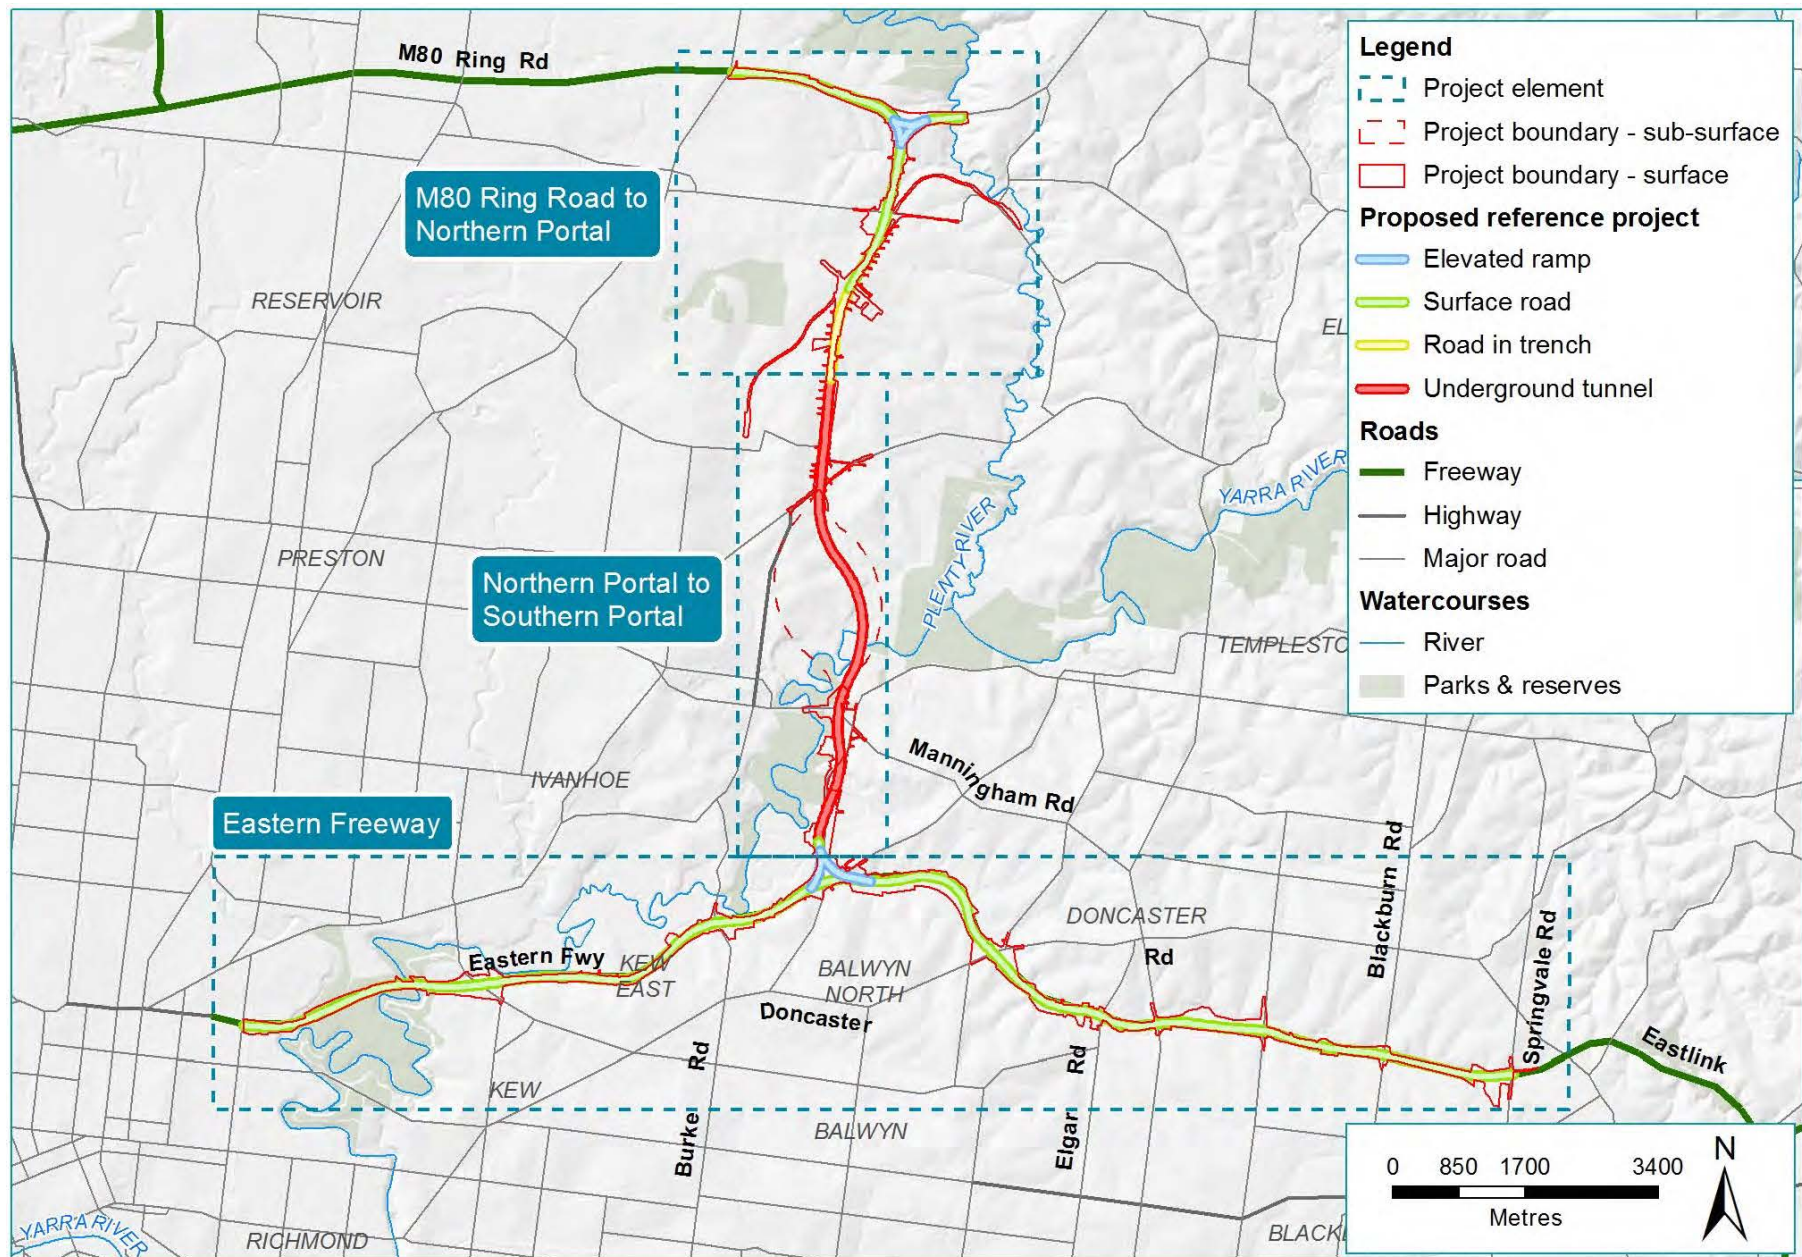 M80 Ring Rd
M80 Ring Road to
Northern Portal
RESERVOIR
PRESTON
Northern Portal to
Southern Portal
PLENTY RIVER
YARRA RIVER
TEMPLESTO
IVANHOE
Manningham Rd
Eastern Freeway
Blackburn Rd
Springvale Rd
DONCASTER
Eastern Fwy
KEW
EAST
BALWYN
NORTH
Doncaster
Rd
Eastlink
KEW
Burke Rd
Elgar Rd
BALWYN
YARRA RIVER
RICHMOND
BLACK
EL
Legend
Project element
Project boundary - sub-surface
Project boundary - surface
Proposed reference project
Elevated ramp
Surface road
Road in trench
Underground tunnel
Roads
Freeway
Highway
Major road
Watercourses
River
Parks & reserves
0 850 1700 3400
Metres
N